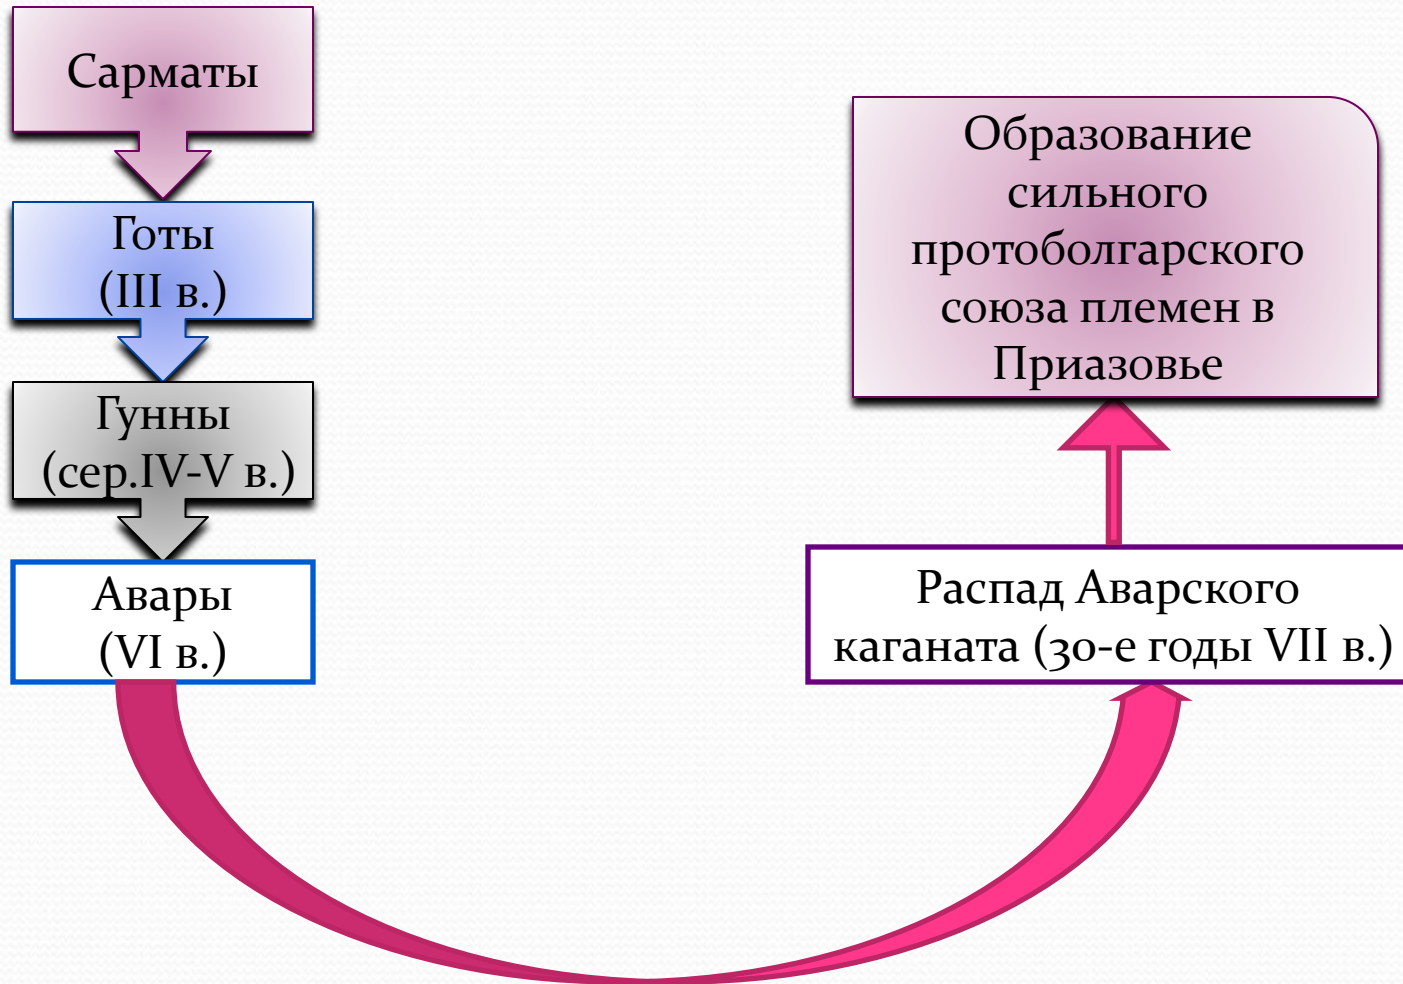 Сарматы
Готы
(III в.)
Гунны
(сер.IV-V в.)
Авары
(VI в.)
Образование
сильного
протоболгарского
союза племен в
Приазовье
Распад Аварского
каганата (30-е годы VII в.)